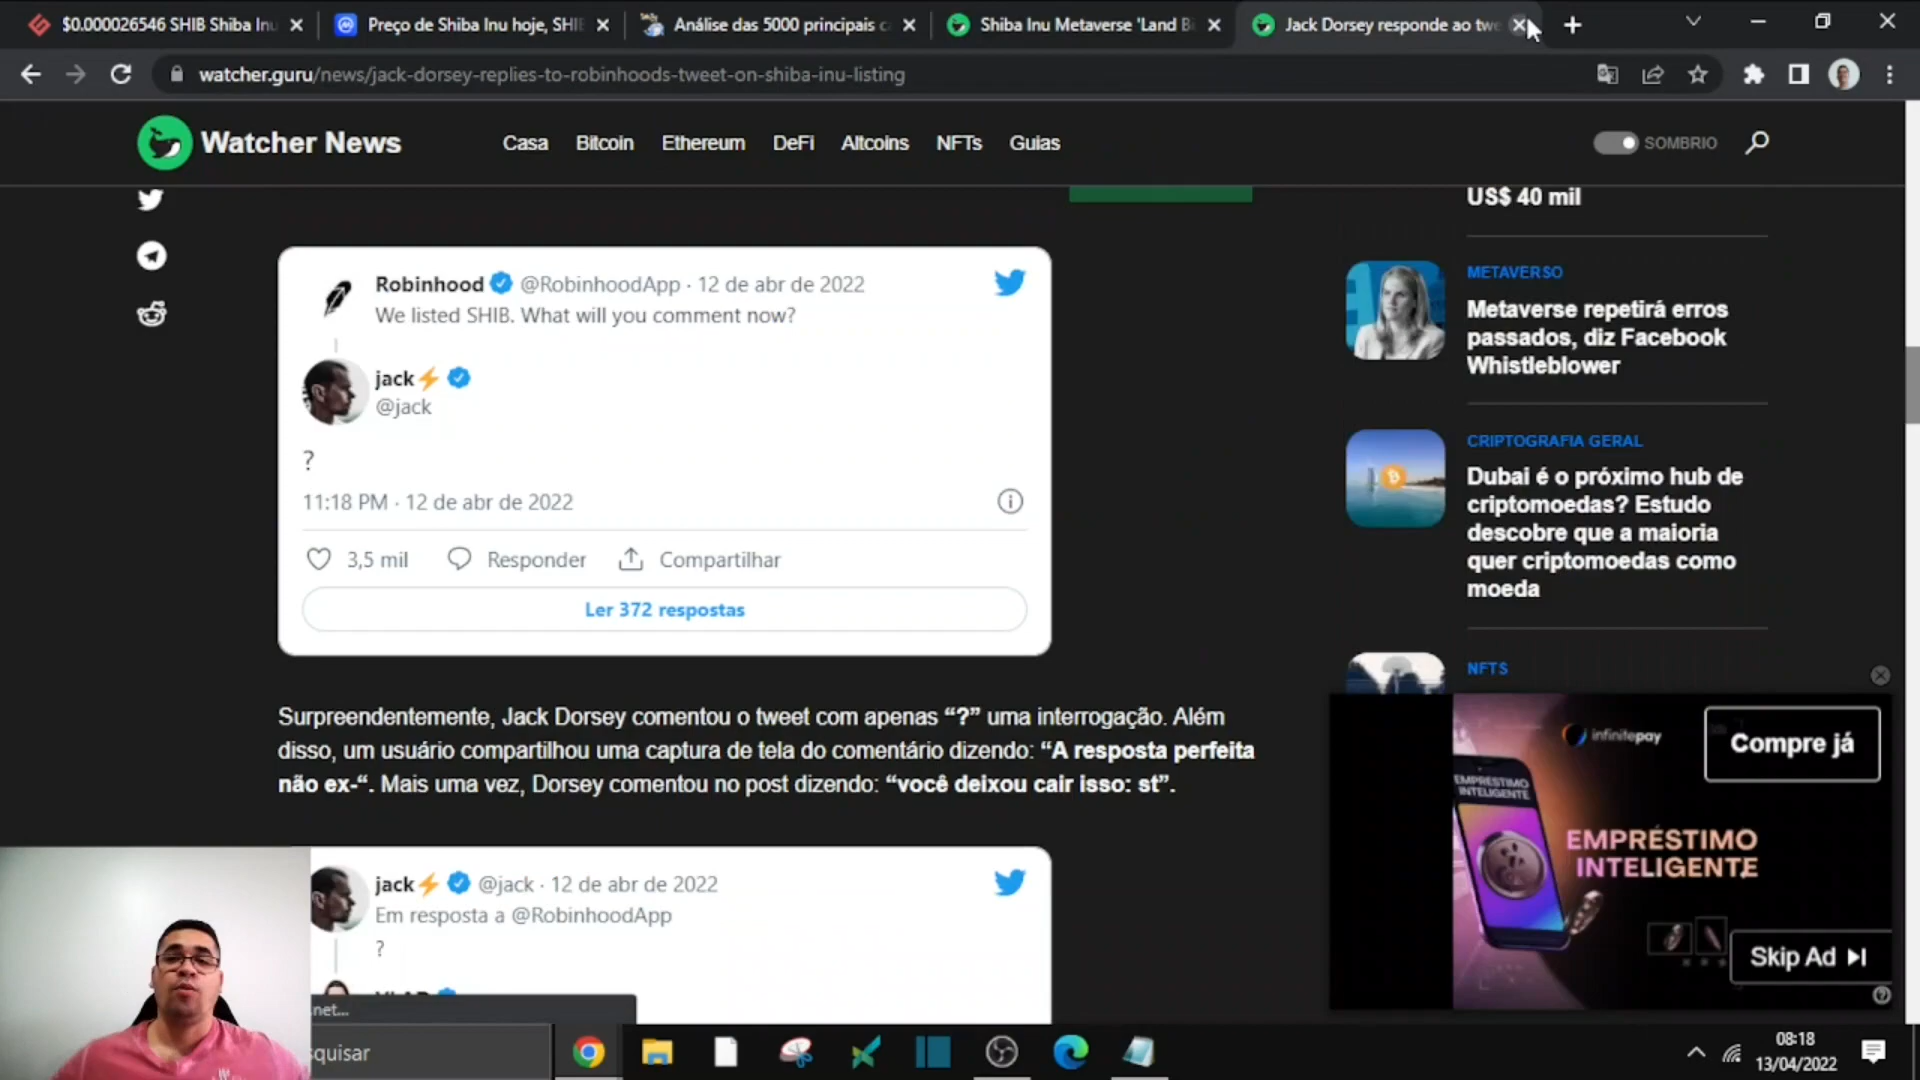 $0.000026546 SHIB Shiba Inu
Preço de Shiba Inu hoje, SHIB
Análise das 5000 principais c
Shiba Inu Metaverse 'Land B
Jack Dorsey responde ao twe
watcher.guru/news/jack-dorsey-replies-to-robinhoods-tweet-on-shiba-inu-listing
Watcher News
Casa Bitcoin Ethereum DeFi Altcoins NFTs Guias
SOMBRIO
US$ 40 mil
Robinhood @RobinhoodApp · 12 de abr de 2022
We listed SHIB. What will you comment now?
jack⚡
@jack
?
11:18 PM · 12 de abr de 2022
3,5 mil Responder Compartilhar
Ler 372 respostas
METAVERSO
Metaverse repetirá erros
passados, diz Facebook
Whistleblower
CRIPTOGRAFIA GERAL
Dubai é o próximo hub de
criptomoedas? Estudo
descobre que a maioria
quer criptomoedas como
moeda
NFTS
Surpreendentemente, Jack Dorsey comentou o tweet com apenas “?” uma interrogação. Além
disso, um usuário compartilhou uma captura de tela do comentário dizendo: “A resposta perfeita
não ex-“. Mais uma vez, Dorsey comentou no post dizendo: “você deixou cair isso: st”.
infinitepay
Compre já
EMPRÉSTIMO
INTELIGENTE
EMPRÉSTIMO
INTELIGENTE
Skip Ad
jack⚡ @jack · 12 de abr de 2022
Em resposta a @RobinhoodApp
?
.net...
squisar
08:18
13/04/2022